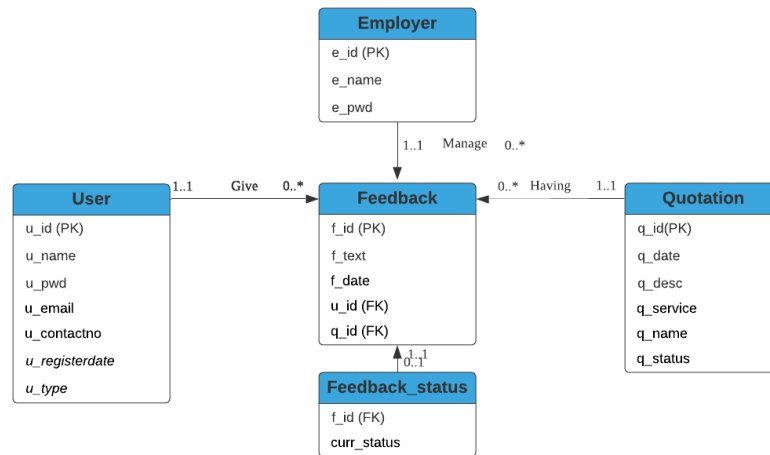 Employer
e_id (PK)
e_name
e_pwd
1..1 Manage 0..*
User
u_id (PK)
u_name
u_pwd
u_email
u_contactno
u_registerdate
u_type
1..1 Give 0..*
Feedback
f_id (PK)
f_text
f_date
u_id (FK)
q_id (FK)
0..* Having 1..1
Quotation
q_id(PK)
q_date
q_desc
q_service
q_name
q_status
1..1
0..1
Feedback_status
f_id (FK)
curr_status